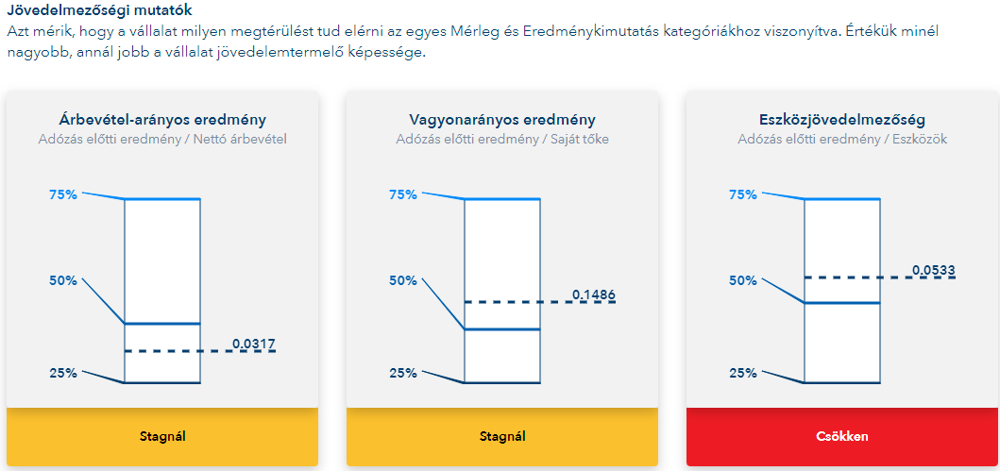 Jövedelmezőségi mutatók
Azt mérik, hogy a vállalat milyen megtérülést tud elérni az egyes Mérleg és Eredménykimutatás kategóriákhoz viszonyítva. Értékük minél
nagyobb, annál jobb a vállalat jövedelemtermelő képessége.
Árbevétel-arányos eredmény
Adózás előtti eredmény / Nettó árbevétel
75%
50%
0.0317
25%
Stagnál
Vagyonarányos eredmény
Adózás előtti eredmény / Saját tőke
75%
50%
0.1486
25%
Stagnál
Eszközjövedelmezőség
Adózás előtti eredmény / Eszközök
75%
0.0533
50%
25%
Csökken